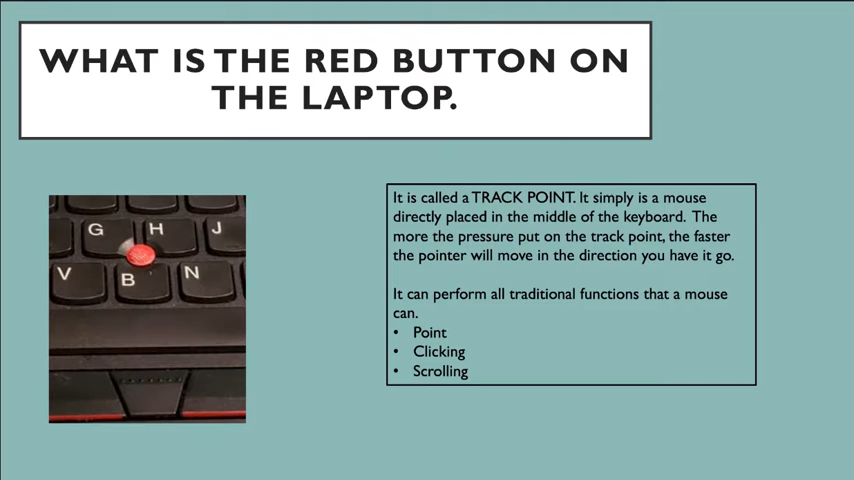 WHAT IS THE RED BUTTON ON
THE LAPTOP.
It is called a TRACK POINT. It simply is a mouse
directly placed in the middle of the keyboard. The
more the pressure put on the track point, the faster
the pointer will move in the direction you have it go.
It can perform all traditional functions that a mouse
can.
• Point
• Clicking
• Scrolling
G H J
V B N